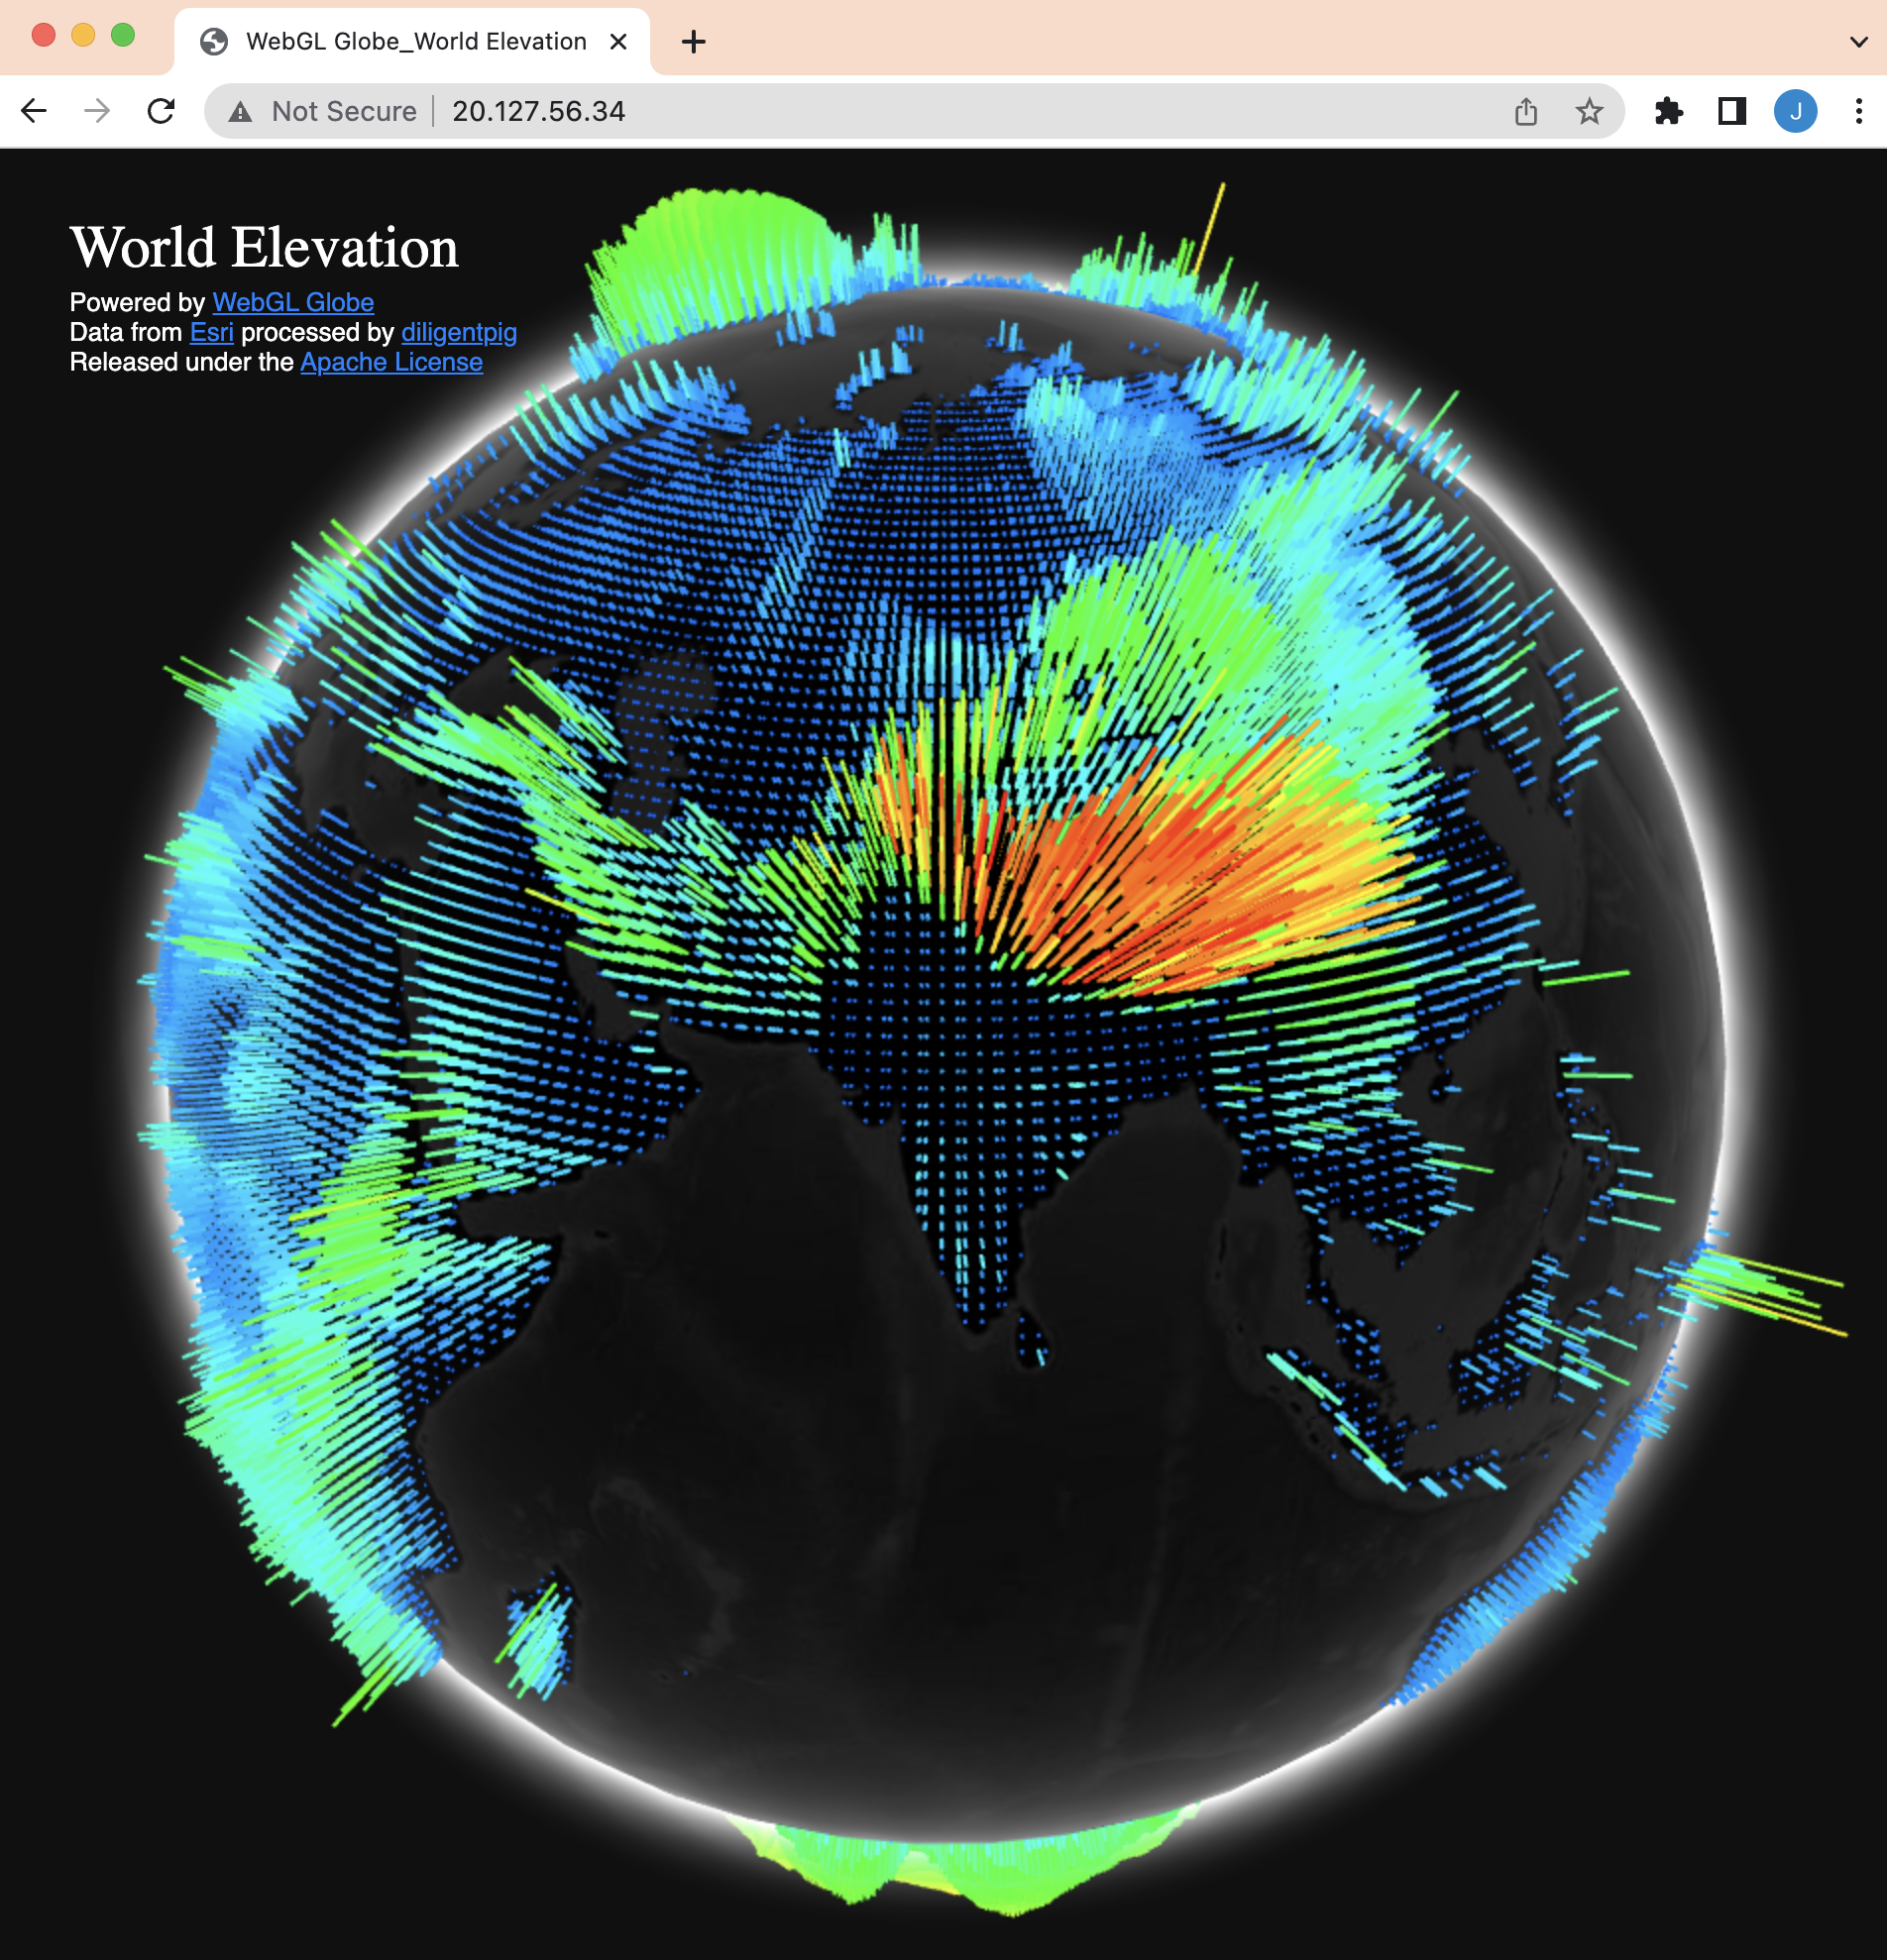 WebGL Globe_World Elevation
Not Secure 20.127.56.34
J
World Elevation
Powered by WebGL Globe
Data from Esri processed by diligentpig
Released under the Apache License